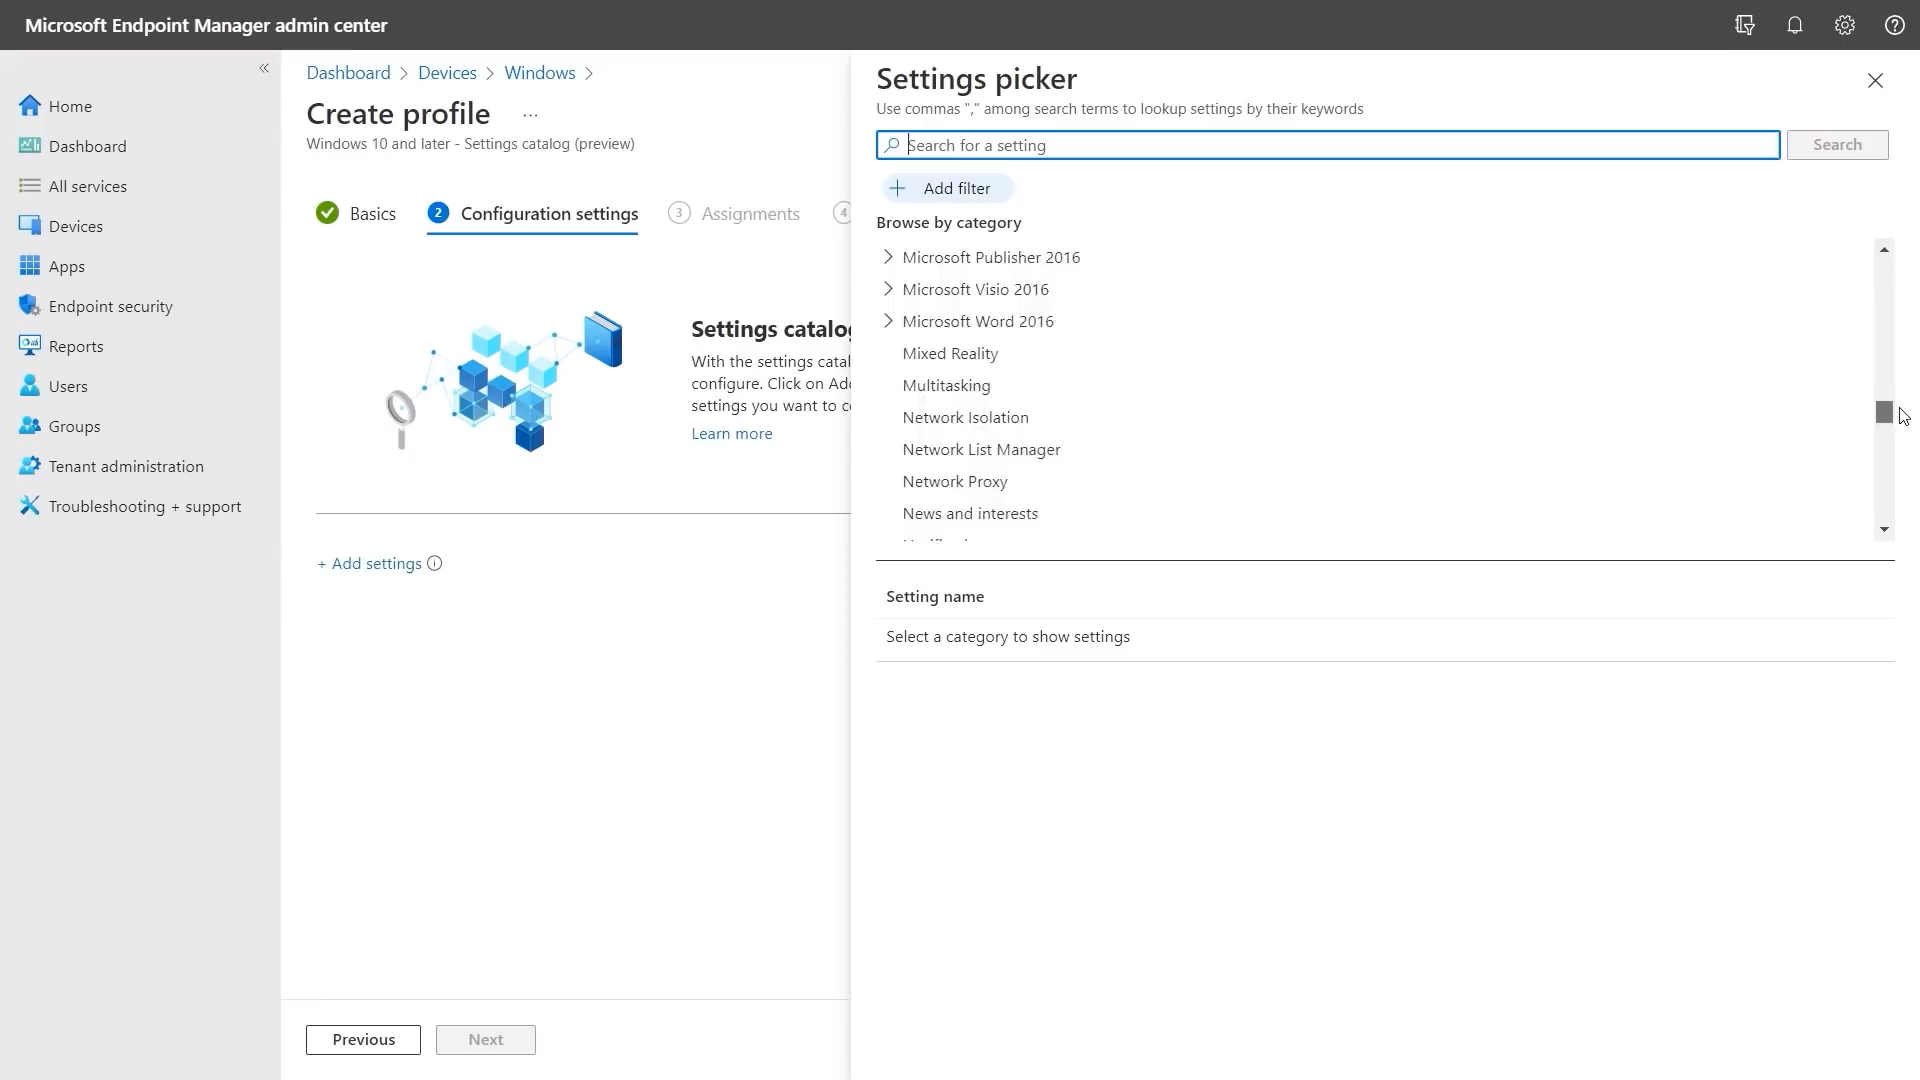 Microsoft Endpoint Manager admin center
Home
Dashboard
All services
Devices
Apps
Endpoint security
Reports
Users
Groups
Tenant administration
Troubleshooting + support
Dashboard > Devices > Windows >
Create profile ...
Windows 10 and later - Settings catalog (preview)
Basics
2 Configuration settings
3 Assignments
4
Settings catalog
With the settings catal
configure. Click on Ad
settings you want to c
Learn more
+ Add settings
Previous
Next
Settings picker
Use commas "," among search terms to lookup settings by their keywords
Search for a setting
Search
Add filter
Browse by category
Microsoft Publisher 2016
Microsoft Visio 2016
Microsoft Word 2016
Mixed Reality
Multitasking
Network Isolation
Network List Manager
Network Proxy
News and interests
Setting name
Select a category to show settings